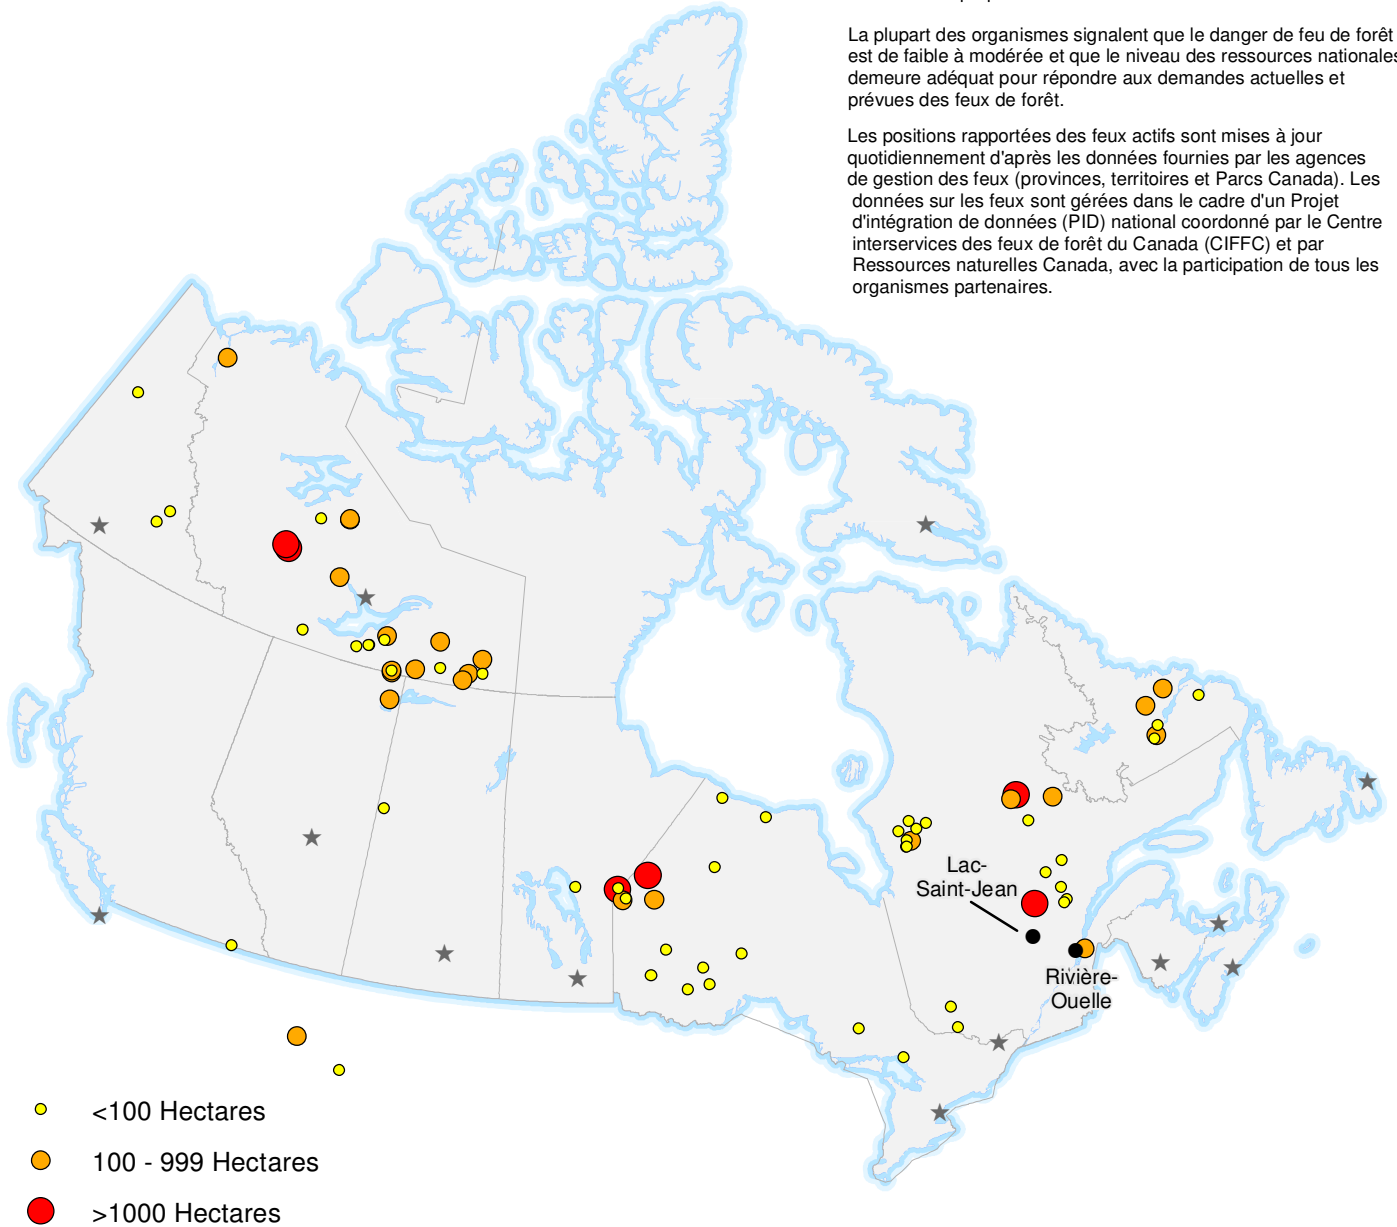 La plupart des organismes signalent que le danger de feu de forêt
est de faible à modérée et que le niveau des ressources nationales
demeure adéquat pour répondre aux demandes actuelles et
prévues des feux de forêt.
Les positions rapportées des feux actifs sont mises à jour
quotidiennement d'après les données fournies par les agences
de gestion des feux (provinces, territoires et Parcs Canada). Les
données sur les feux sont gérées dans le cadre d'un Projet
d'intégration de données (PID) national coordonné par le Centre
interservices des feux de forêt du Canada (CIFFC) et par
Ressources naturelles Canada, avec la participation de tous les
organismes partenaires.
Lac-
Saint-Jean
Rivière-
Ouelle
<100 Hectares
100 - 999 Hectares
>1000 Hectares